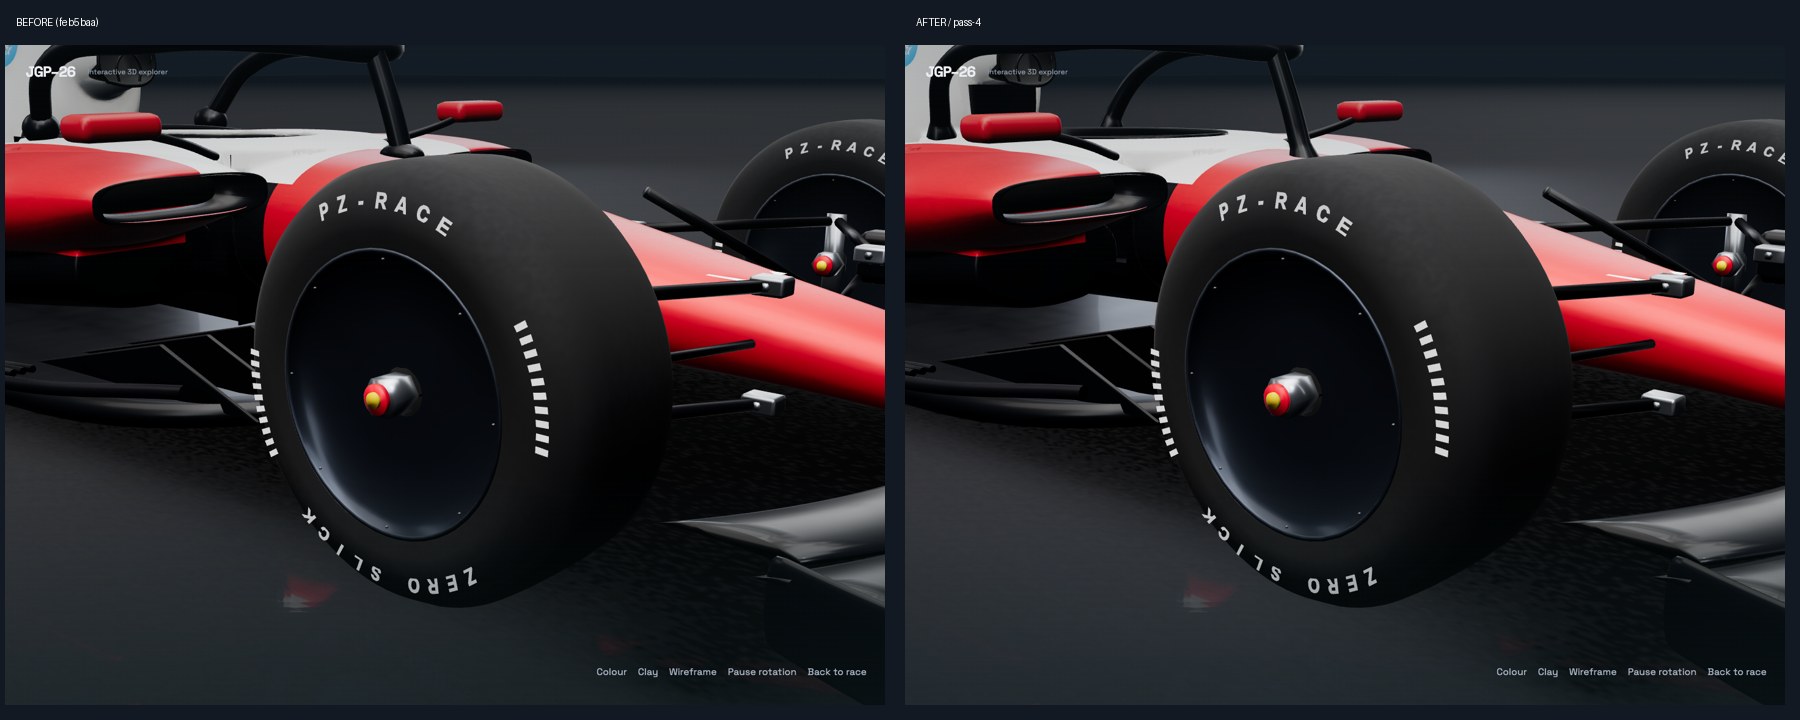 BEFORE (feb5baa)
AFTER / pass-4
JGP-26 Interactive 3D explorer
JGP-26 Interactive 3D explorer
PZ-RACE
PZ-RACE
PZ-RACE
PZ-RACE
ZERO SLICK
ZERO SLICK
Colour Clay Wireframe Pause rotation Back to race
Colour Clay Wireframe Pause rotation Back to race